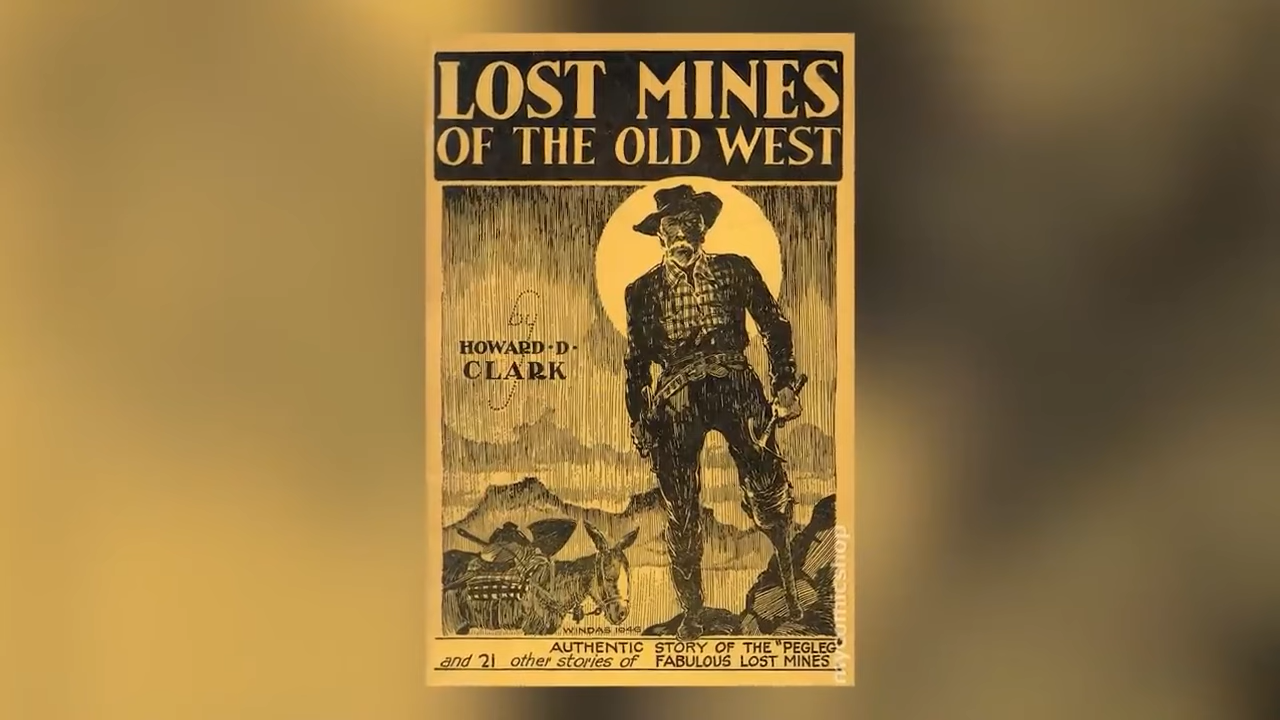 LOST MINES
OF THE OLD WEST
by
HOWARD · D ·
CLARK
WINDAS 1946
AUTHENTIC STORY OF THE "PEGLEG
and 21 other stories of FABULOUS LOST MINES
mycomicshop